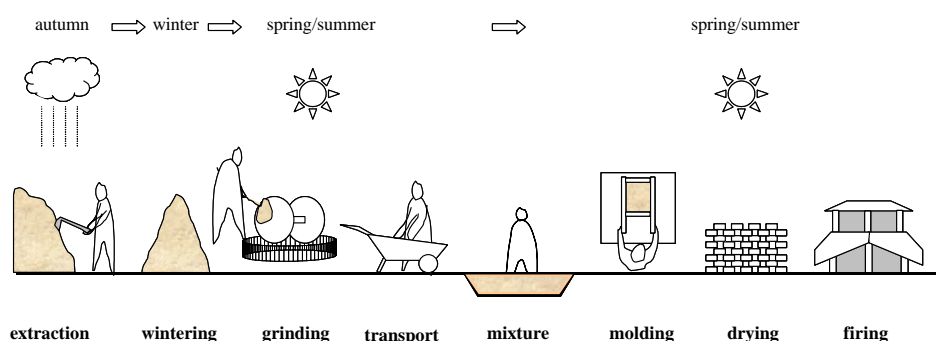 autumn winter spring/summer spring/summer
extraction wintering grinding transport mixture molding drying firing